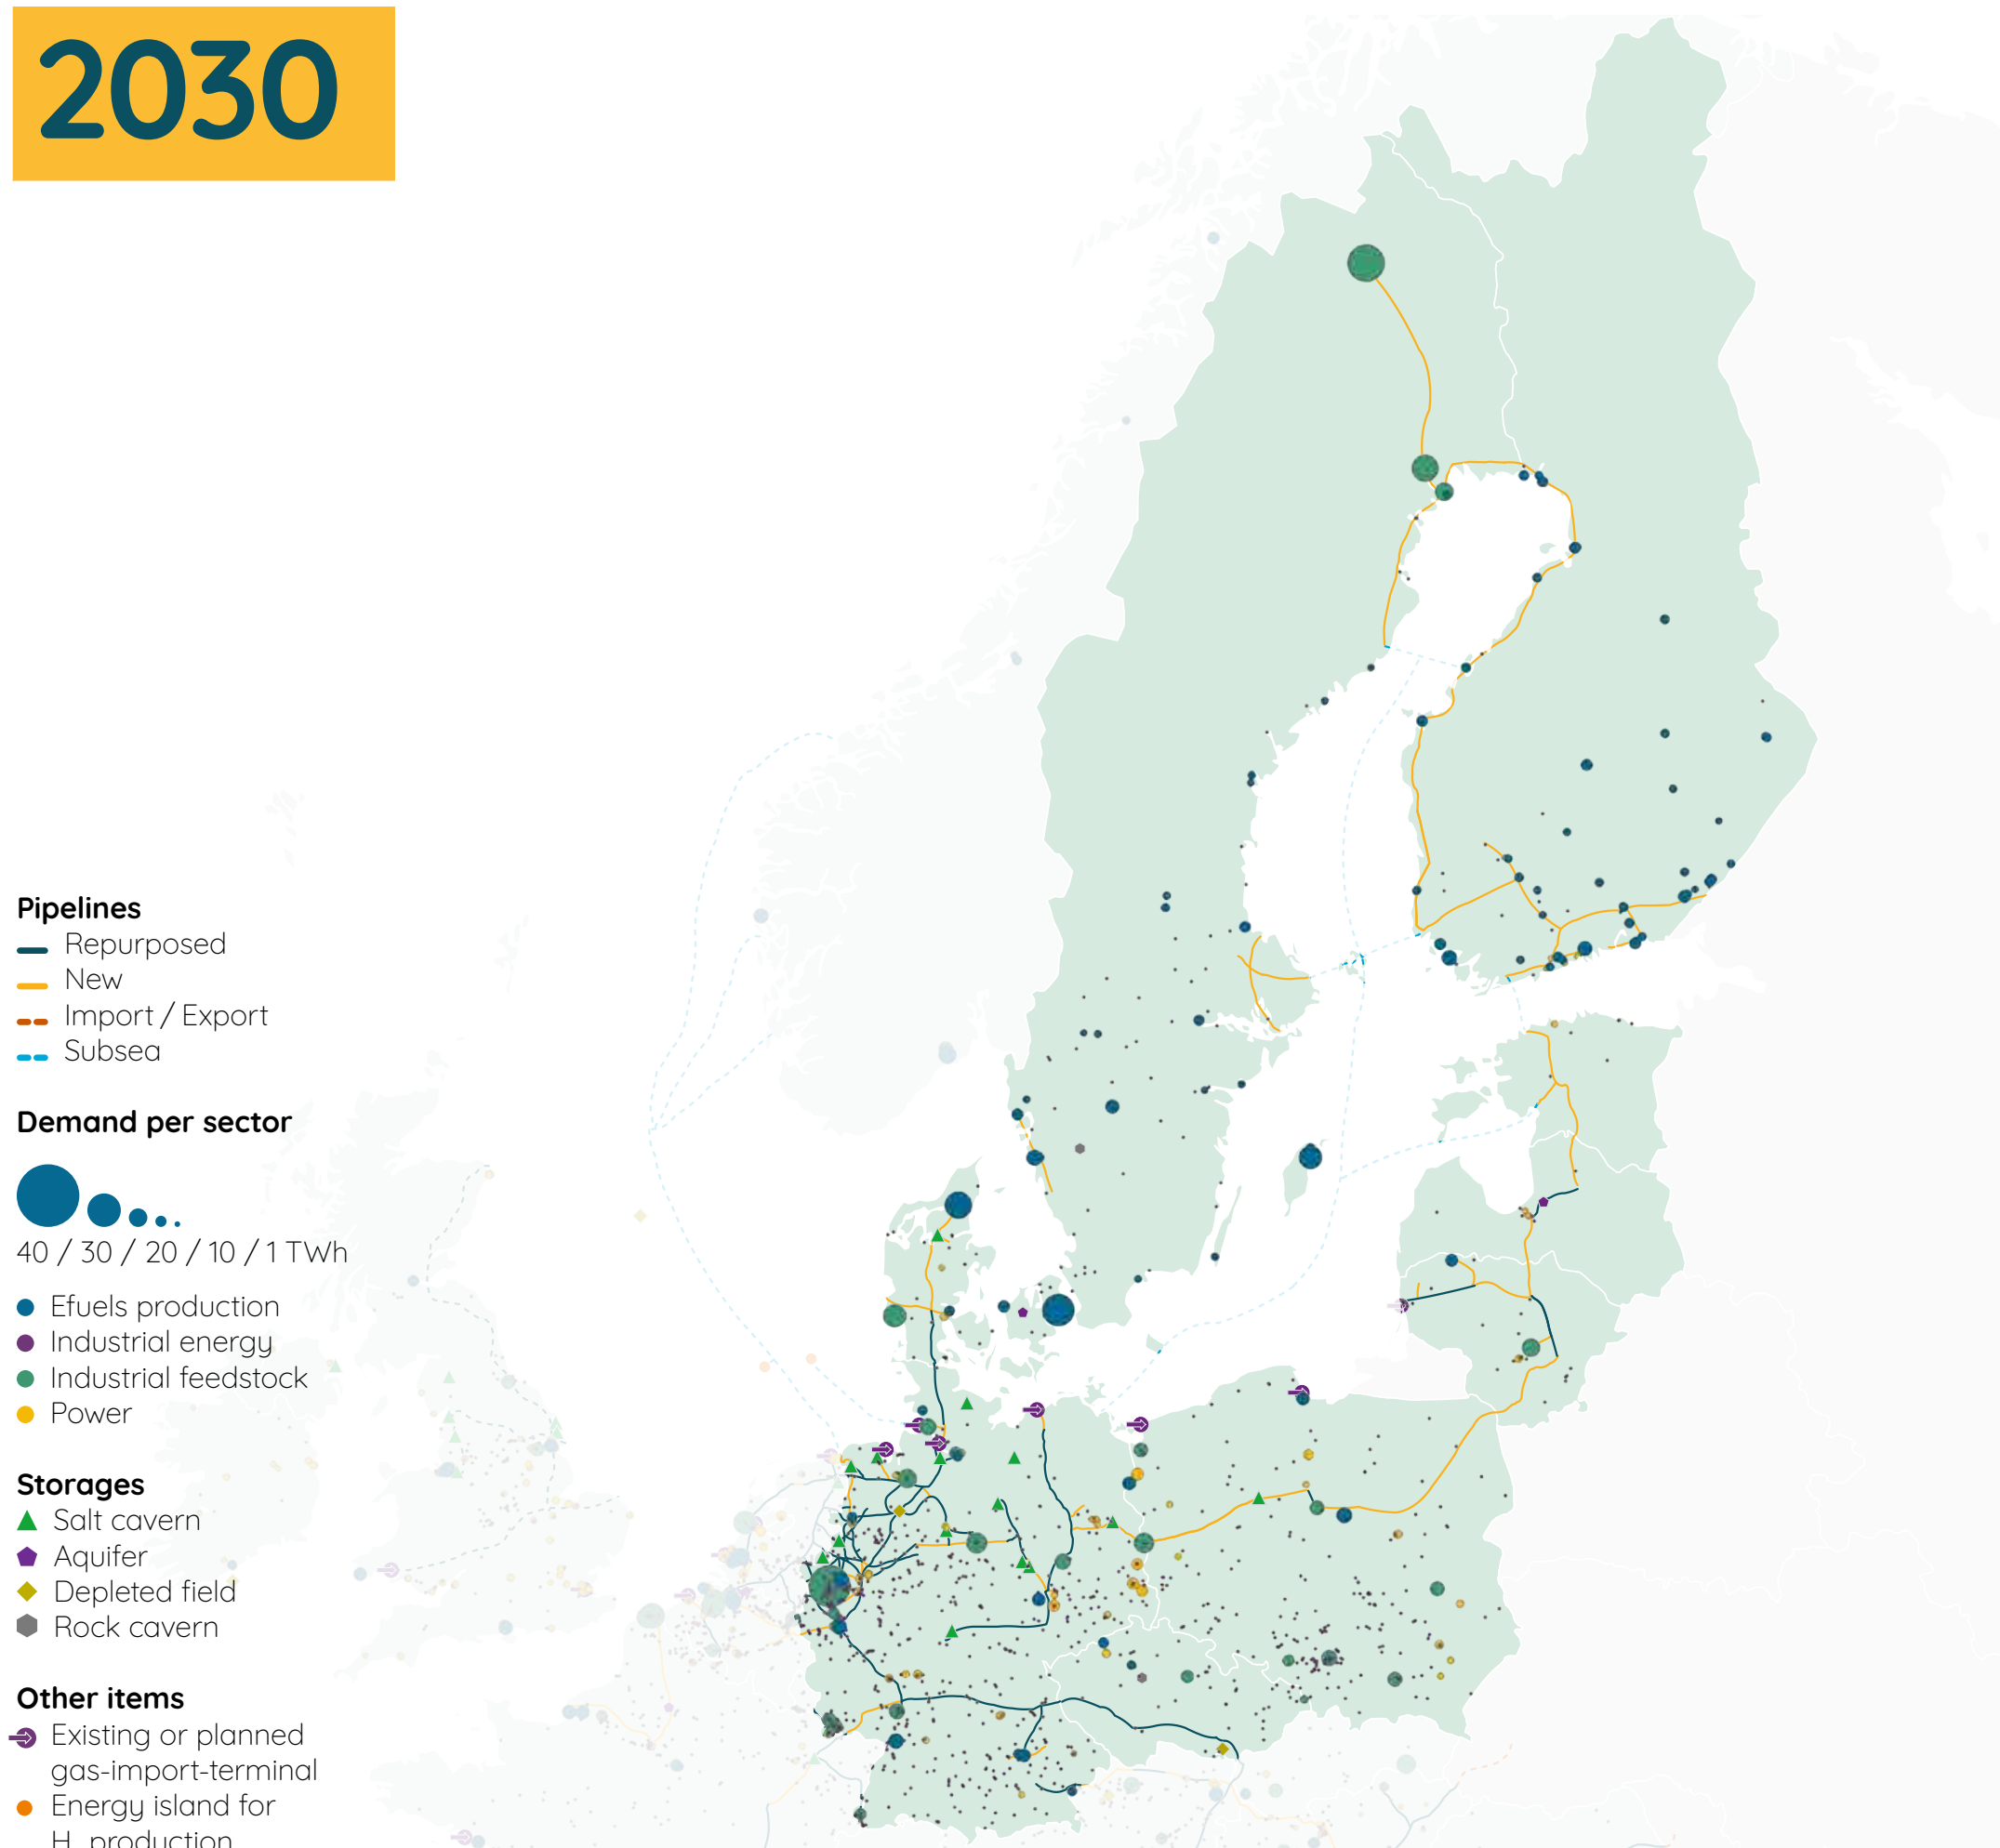 2030
Pipelines
Repurposed
New
Import / Export
Subsea
Demand per sector
40 / 30 / 20 / 10 / 1 TWh
Efuels production
Industrial energy
Industrial feedstock
Power
Storages
Salt cavern
Aquifer
Depleted field
Rock cavern
Other items
Existing or planned
gas-import-terminal
Energy island for
H production